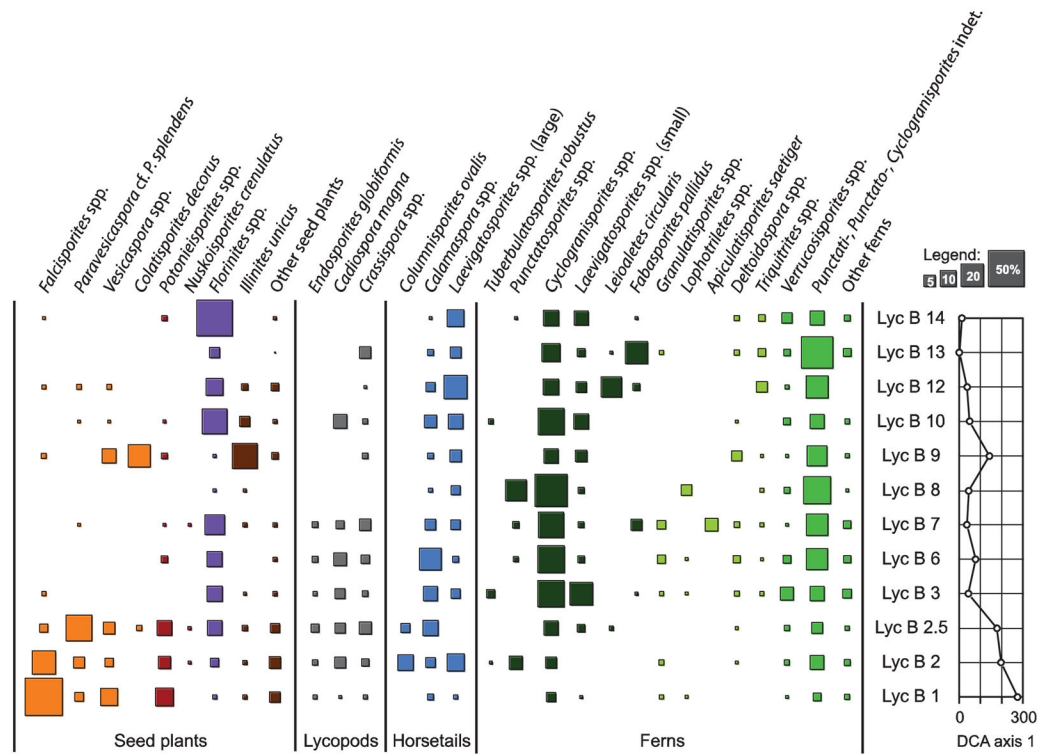 Falcisporites spp.
Paravesicaspora cf. P. splendens
Vesicaspora spp.
Colatisporites decorus
Potonieisporites spp.
Nuskoisporites crenulatus
Florinites spp.
Illinites unicus
Other seed plants
Endosporites globiformis
Cadiospora magna
Crassispora spp.
Columnisporites ovalis
Calamospora spp.
Laevigatosporites spp. (large)
Tuberbulatosporites robustus
Punctatosporites spp.
Cyclogranisporites spp.
Laevigatosporites spp. (small)
Leiodetes circularis
Fabasporites pallidus
Granulatisporites spp.
Lophotriletes spp.
Apiculatisporites saetiger
Deltoidospora spp.
Triquitrites spp.
Verrucosisporites spp.
Puncati-, Punctato-, Cyclogranisporites indet.
Other ferns
Legend:
5 10 20 50%
Lyc B 14
Lyc B 13
Lyc B 12
Lyc B 10
Lyc B 9
Lyc B 8
Lyc B 7
Lyc B 6
Lyc B 3
Lyc B 2.5
Lyc B 2
Lyc B 1
0 300
DCA axis 1
Seed plants Lycopods Horsetails Ferns